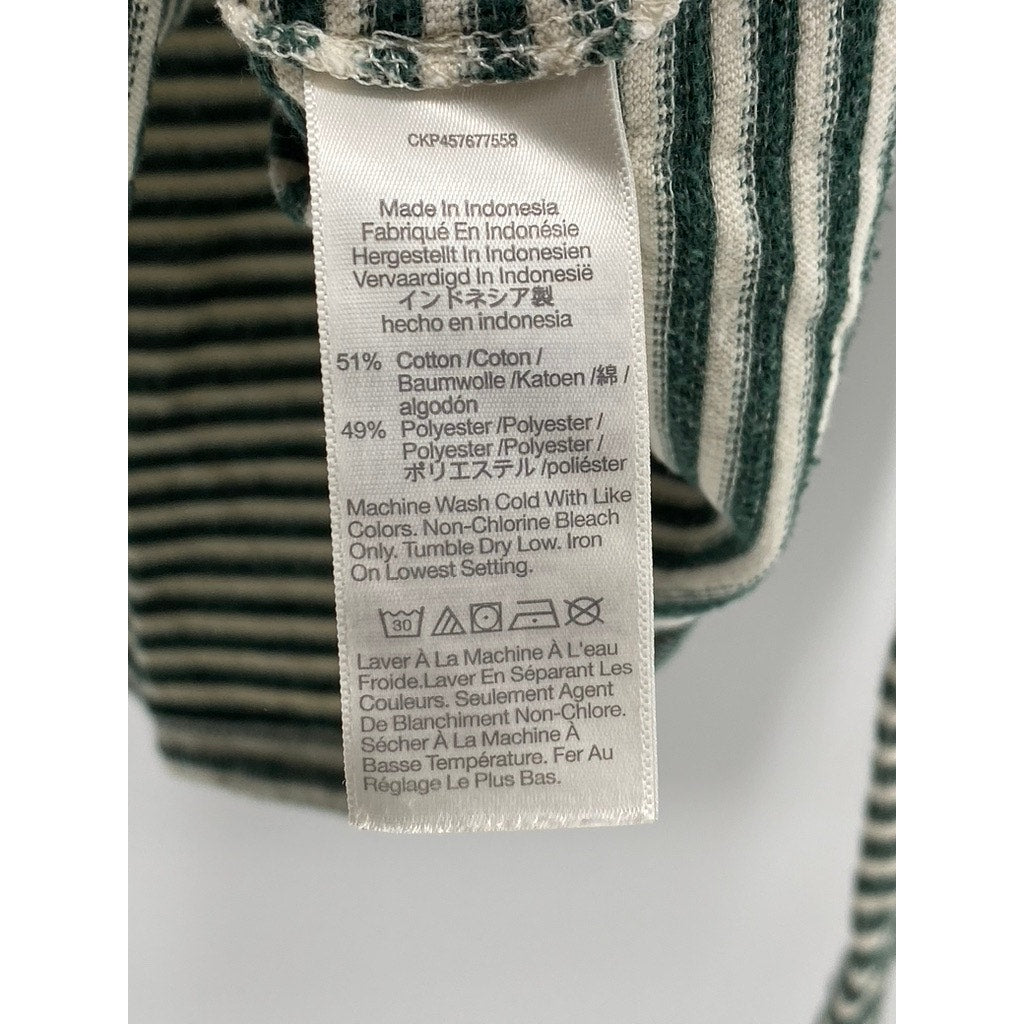 CKP457677558
Made In Indonesia
Fabriqué En Indonésie
Hergestellt In Indonesien
Vervaardigd In Indonesië
インドネシア製
hecho en indonesia
51% Cotton /Coton /
Baumwolle /Katoen /綿 /
algodón
49% Polyester /Polyester /
Polyester /Polyester /
ポリエステル /poliéster
Machine Wash Cold With Like
Colors. Non-Chlorine Bleach
Only. Tumble Dry Low. Iron
On Lowest Setting.
30
Laver À La Machine À L'eau
Froide.Laver En Séparant Les
Couleurs. Seulement Agent
De Blanchiment Non-Chlore.
Sécher À La Machine À
Basse Température. Fer Au
Réglage Le Plus Bas.